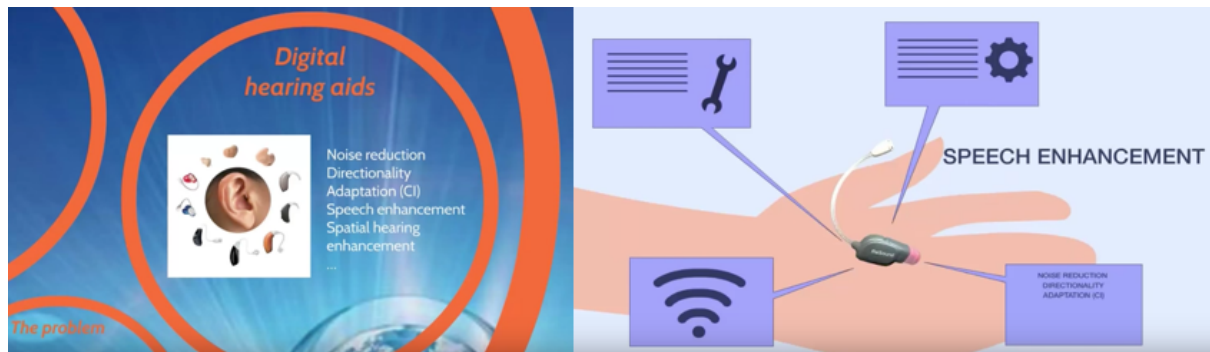 Digital
hearing aids
Noise reduction
Directionality
Adaptation (CI)
Speech enhancement
Spatial hearing
enhancement
...
The problem
SPEECH ENHANCEMENT
NOISE REDUCTION
DIRECTIONALITY
ADAPTATION (CI)